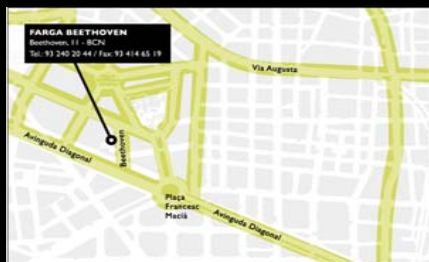 FARGA BEETHOVEN
Beethoven, 11 - BCN
Tel.: 93 240 20 44 / Fax: 93 414 65 19
Via Augusta
Beethoven
Avinguda Diagonal
Plaça
Francesc
Macià
Avinguda Diagonal